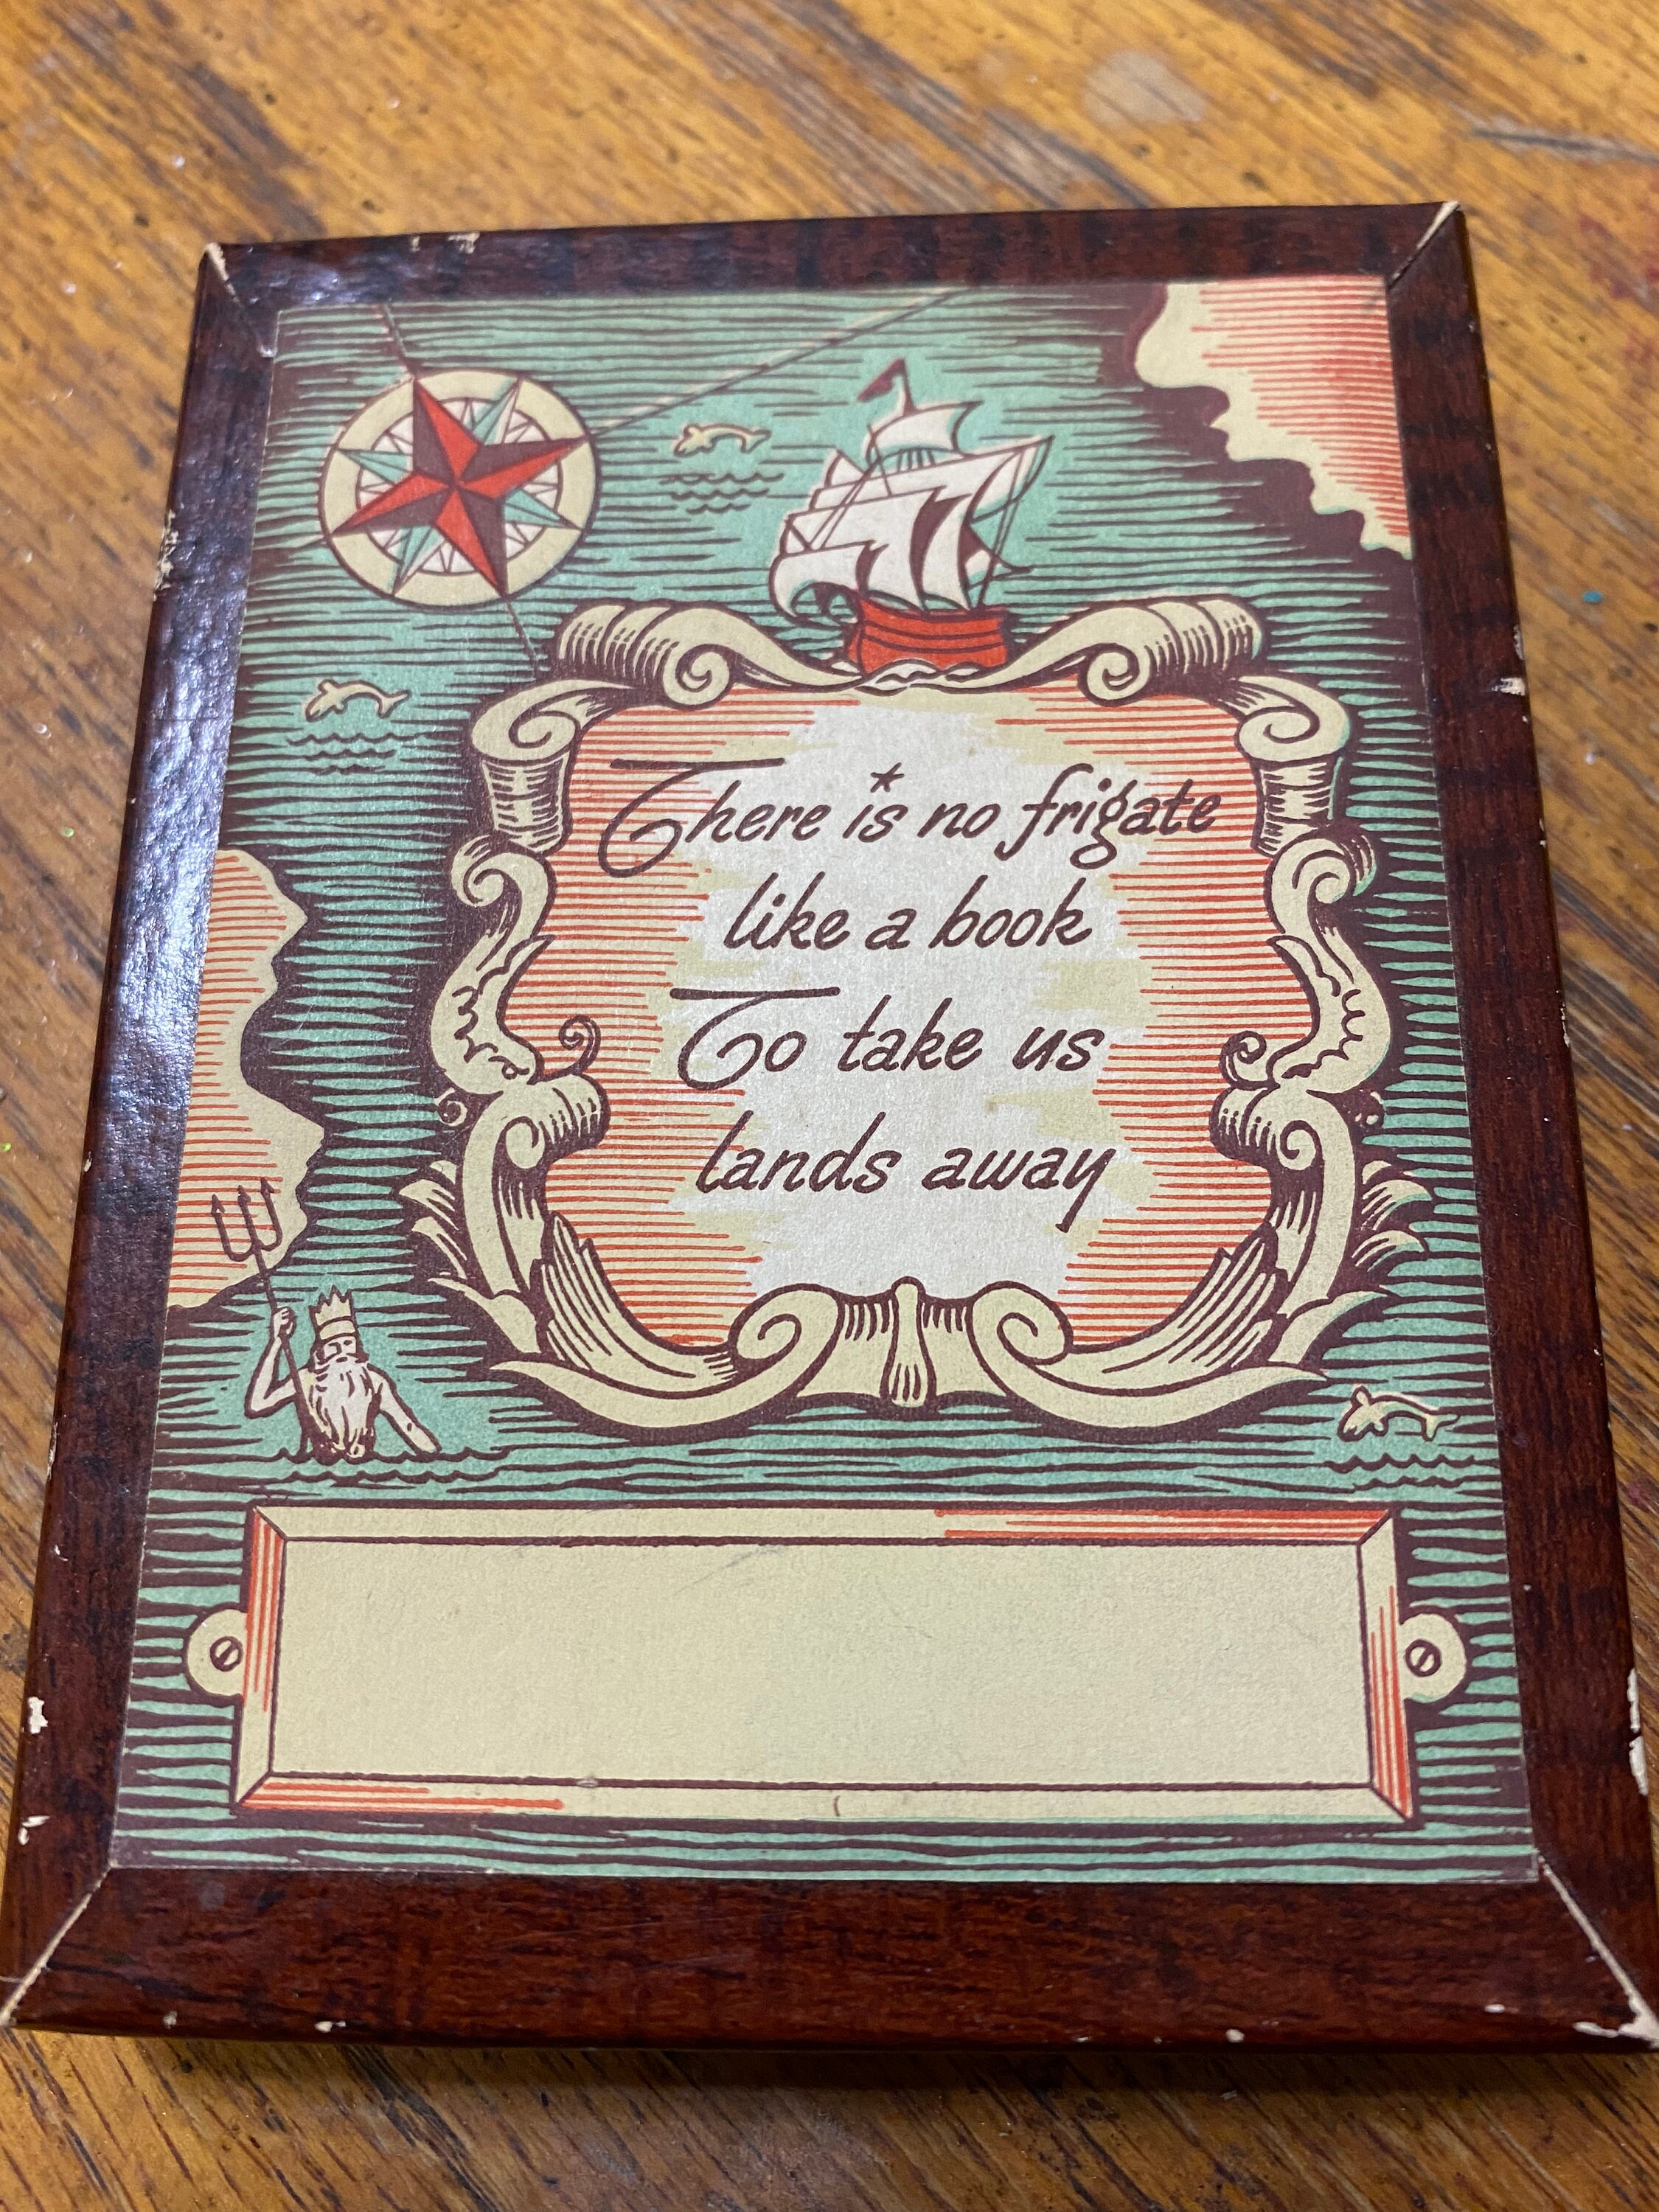 There is no frigate
like a book
To take us
lands away